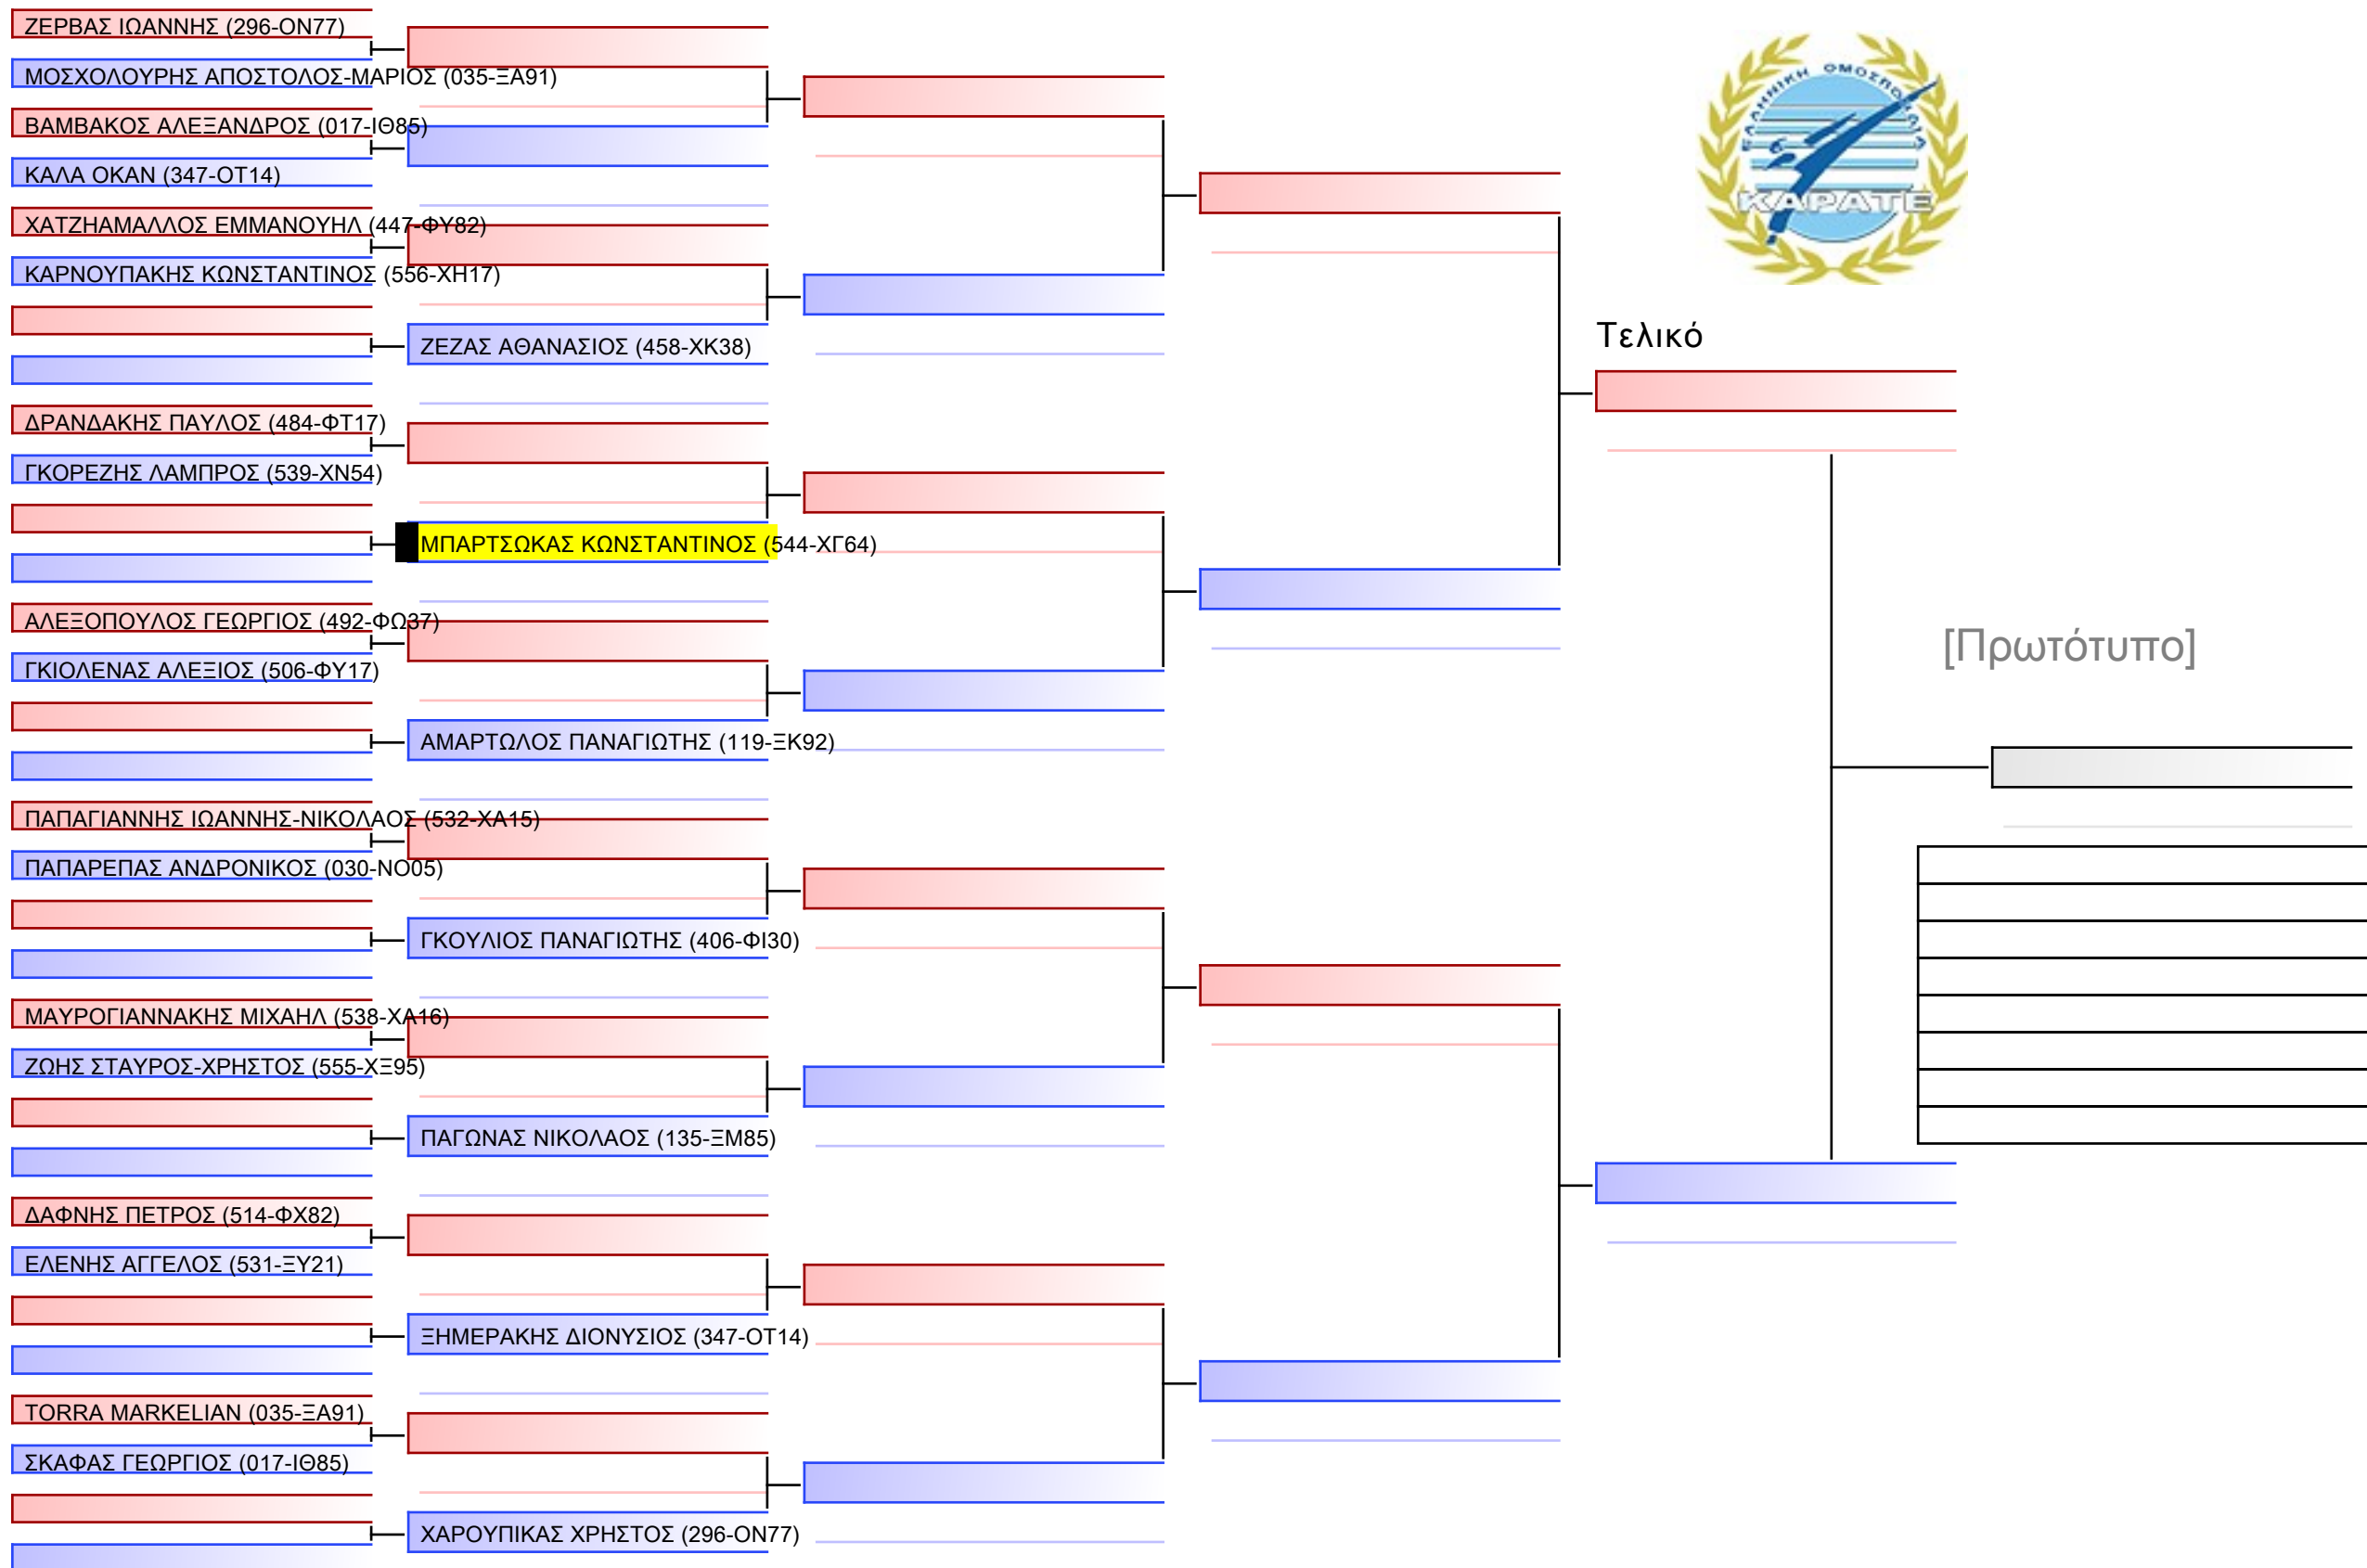 ΖΕΡΒΑΣ ΙΩΑΝΝΗΣ (296-ΟΝ77)
ΜΟΣΧΟΛΟΥΡΗΣ ΑΠΟΣΤΟΛΟΣ-ΜΑΡΙΟΣ (035-ΞΑ91)
ΒΑΜΒΑΚΟΣ ΑΛΕΞΑΝΔΡΟΣ (017-ΙΘ85)
ΚΑΛΑ ΟΚΑΝ (347-ΟΤ14)
ΧΑΤΖΗΑΜΑΛΛΟΣ ΕΜΜΑΝΟΥΗΛ (447-ΦΥ82)
ΚΑΡΝΟΥΠΑΚΗΣ ΚΩΝΣΤΑΝΤΙΝΟΣ (556-ΧΗ17)
ΖΕΖΑΣ ΑΘΑΝΑΣΙΟΣ (458-ΧΚ38)
ΔΡΑΝΔΑΚΗΣ ΠΑΥΛΟΣ (484-ΦΤ17)
ΓΚΟΡΕΖΗΣ ΛΑΜΠΡΟΣ (539-ΧΝ54)
ΜΠΑΡΤΣΩΚΑΣ ΚΩΝΣΤΑΝΤΙΝΟΣ (544-ΧΓ64)
ΑΛΕΞΟΠΟΥΛΟΣ ΓΕΩΡΓΙΟΣ (492-ΦΩ37)
ΓΚΙΟΛΕΝΑΣ ΑΛΕΞΙΟΣ (506-ΦΥ17)
ΑΜΑΡΤΩΛΟΣ ΠΑΝΑΓΙΩΤΗΣ (119-ΞΚ92)
ΠΑΠΑΓΙΑΝΝΗΣ ΙΩΑΝΝΗΣ-ΝΙΚΟΛΑΟΣ (532-ΧΑ15)
ΠΑΠΑΡΕΠΑΣ ΑΝΔΡΟΝΙΚΟΣ (030-ΝΟ05)
ΓΚΟΥΛΙΟΣ ΠΑΝΑΓΙΩΤΗΣ (406-ΦΙ30)
ΜΑΥΡΟΓΙΑΝΝΑΚΗΣ ΜΙΧΑΗΛ (538-ΧΑ16)
ΖΩΗΣ ΣΤΑΥΡΟΣ-ΧΡΗΣΤΟΣ (555-ΧΞ95)
ΠΑΓΩΝΑΣ ΝΙΚΟΛΑΟΣ (135-ΞΜ85)
ΔΑΦΝΗΣ ΠΕΤΡΟΣ (514-ΦΧ82)
ΕΛΕΝΗΣ ΑΓΓΕΛΟΣ (531-ΞΥ21)
ΞΗΜΕΡΑΚΗΣ ΔΙΟΝΥΣΙΟΣ (347-ΟΤ14)
TORRA MARKELIAN (035-ΞΑ91)
ΣΚΑΦΑΣ ΓΕΩΡΓΙΟΣ (017-ΙΘ85)
ΧΑΡΟΥΠΙΚΑΣ ΧΡΗΣΤΟΣ (296-ΟΝ77)
ΕΛΛΗΝΙΚΗ ΟΜΟΣΠΟΝΔΙΑ
ΚΑΡΑΤΕ
Τελικό
[Πρωτότυπο]